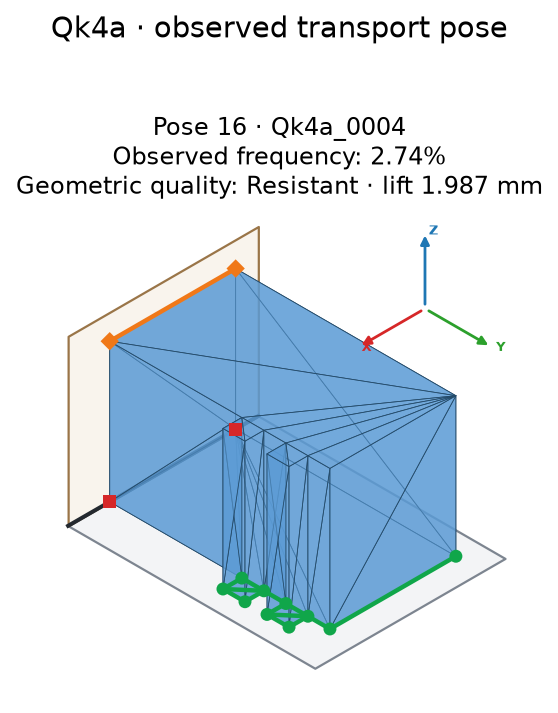 Qk4a · observed transport pose
Pose 16 · Qk4a_0004
Observed frequency: 2.74%
Geometric quality: Resistant · lift 1.987 mm
Z
X
Y